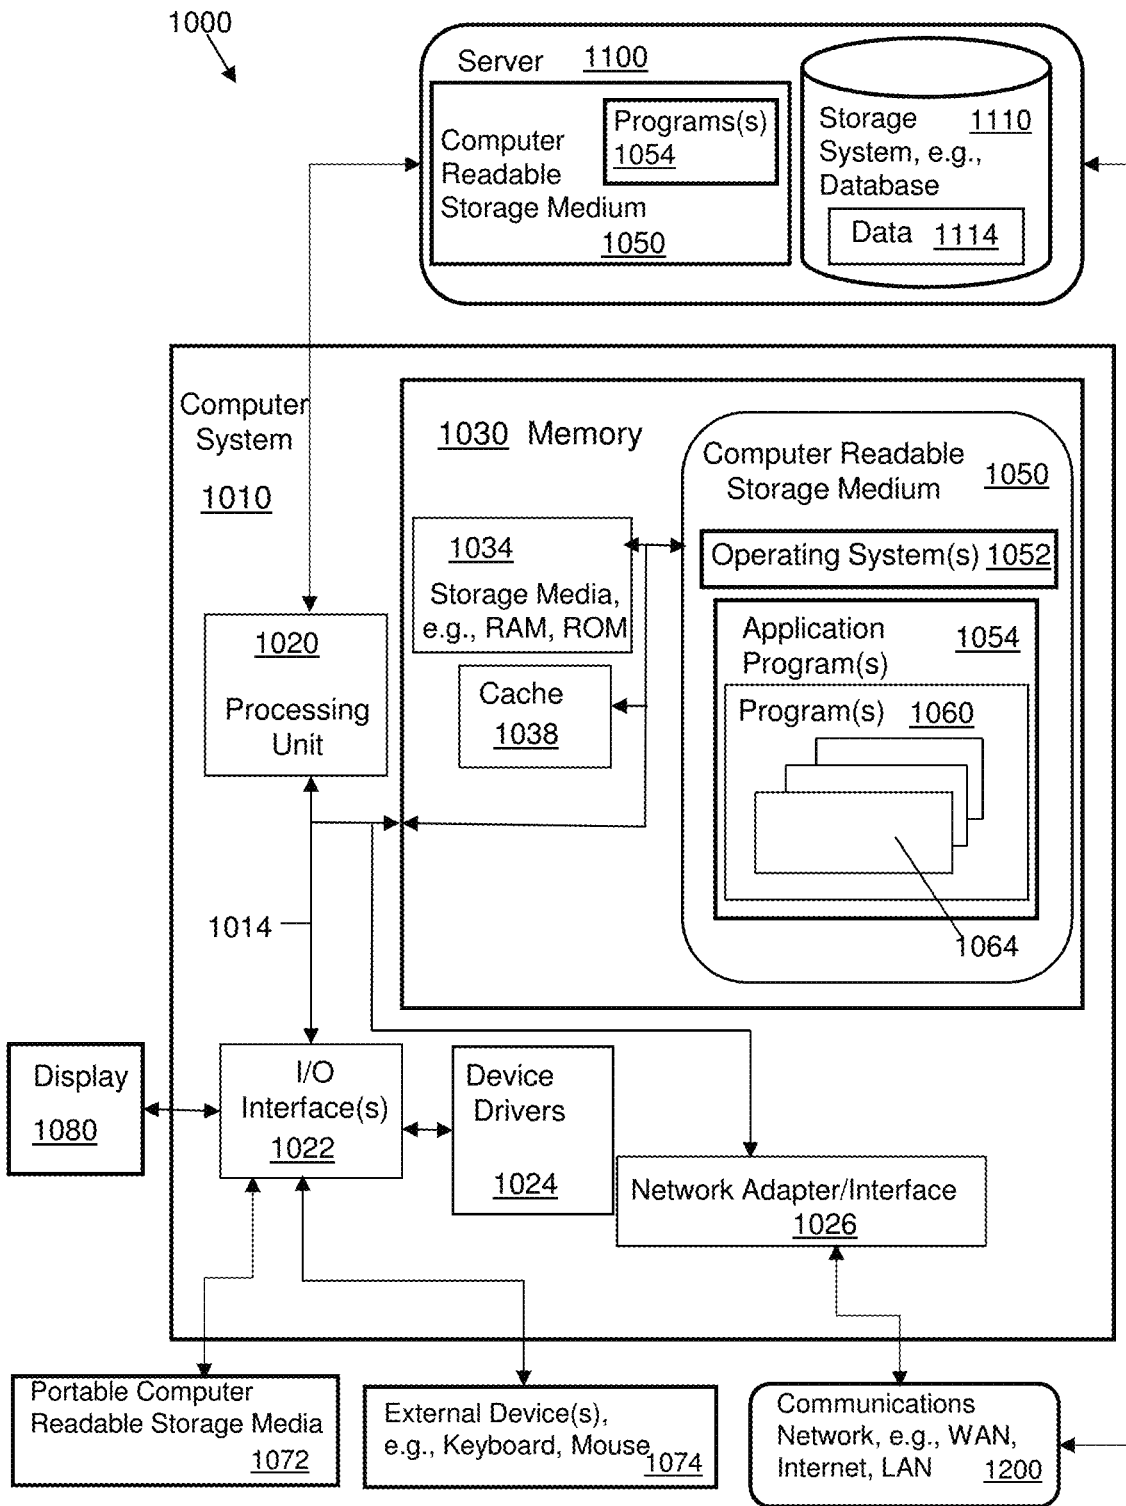 1000
Server 1100
Programs(s)
1054
Computer
Readable
Storage Medium
1050
Storage 1110
System, e.g.,
Database
Data 1114
Computer
System
1010
1030 Memory
Computer Readable
Storage Medium 1050
1034
Storage Media,
e.g., RAM, ROM
Operating System(s) 1052
Cache
1038
Application
Program(s) 1054
Program(s) 1060
1064
1020
Processing
Unit
1014
Display
1080
I/O
Interface(s)
1022
Device
Drivers
1024
Network Adapter/Interface
1026
Portable Computer
Readable Storage Media
1072
External Device(s),
e.g., Keyboard, Mouse 1074
Communications
Network, e.g., WAN,
Internet, LAN 1200